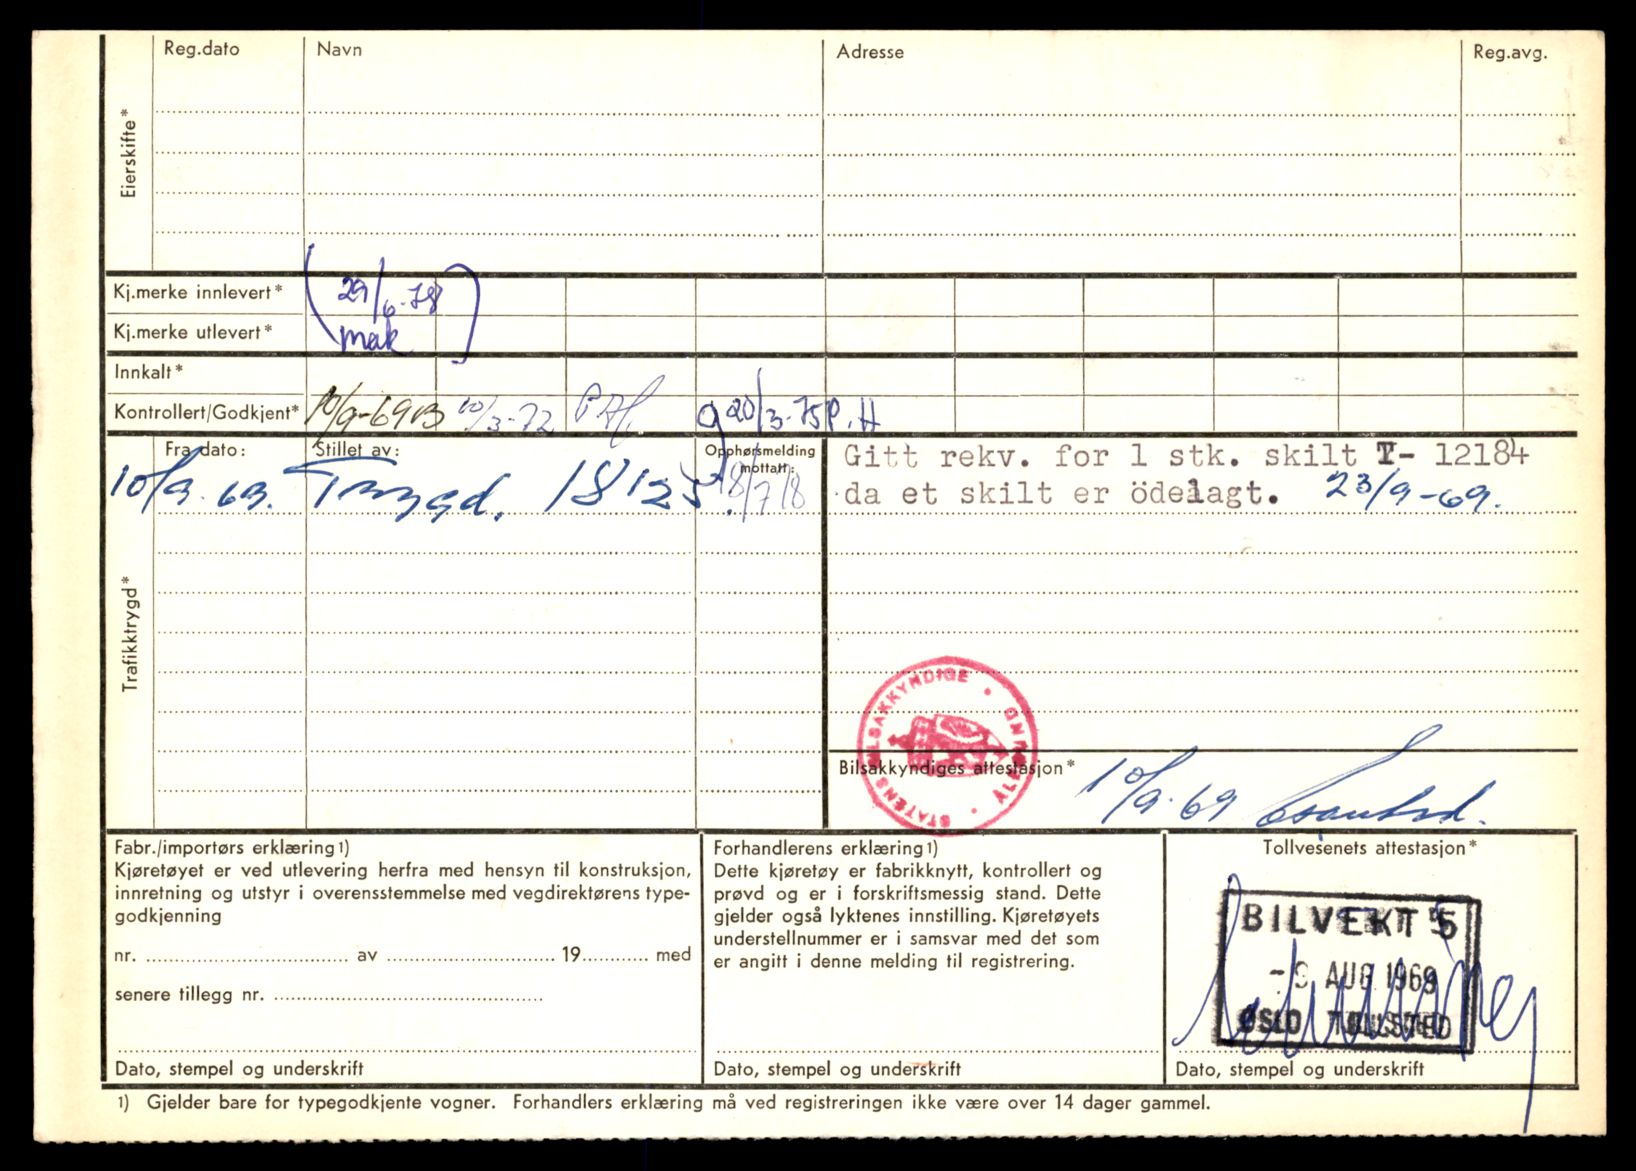 Reg.dato Navn Adresse Reg.avg.
Eierskifte*
Kj.merke innlevert* (29/6-78
Kj.merke utlevert* mak)
Innkalt*
Kontrollert/Godkjent* 10/9-69 10/3-72 g 20/3-75 P.H
Fra dato: Stillet av: Opphørsmelding
mottatt:
10/9.69. Trygd. 18125. 18/7 78
Gitt rekv. for 1 stk. skilt T- 12184
da et skilt er ödelagt. 23/9-69.
Trafikktrygd*
STATENS BILSAKKYNDIGE
Bilsakkyndiges attestasjon* 10/9.69
Fabr./importørs erklæring 1)
Kjøretøyet er ved utlevering herfra med hensyn til konstruksjon,
innretning og utstyr i overensstemmelse med vegdirektørens type-
godkjenning
nr. av 19 med
senere tillegg nr.
Dato, stempel og underskrift
Forhandlerens erklæring 1)
Dette kjøretøy er fabrikknytt, kontrollert og
prøvd og er i forskriftsmessig stand. Dette
gjelder også lyktenes innstilling. Kjøretøyets
understellnummer er i samsvar med det som
er angitt i denne melding til registrering.
Dato, stempel og underskrift
Tollvesenets attestasjon*
BILVEKT 5
- 9 AUG. 1969
OSLO TOLLSTED
Dato, stempel og underskrift
1) Gjelder bare for typegodkjente vogner. Forhandlers erklæring må ved registreringen ikke være over 14 dager gammel.